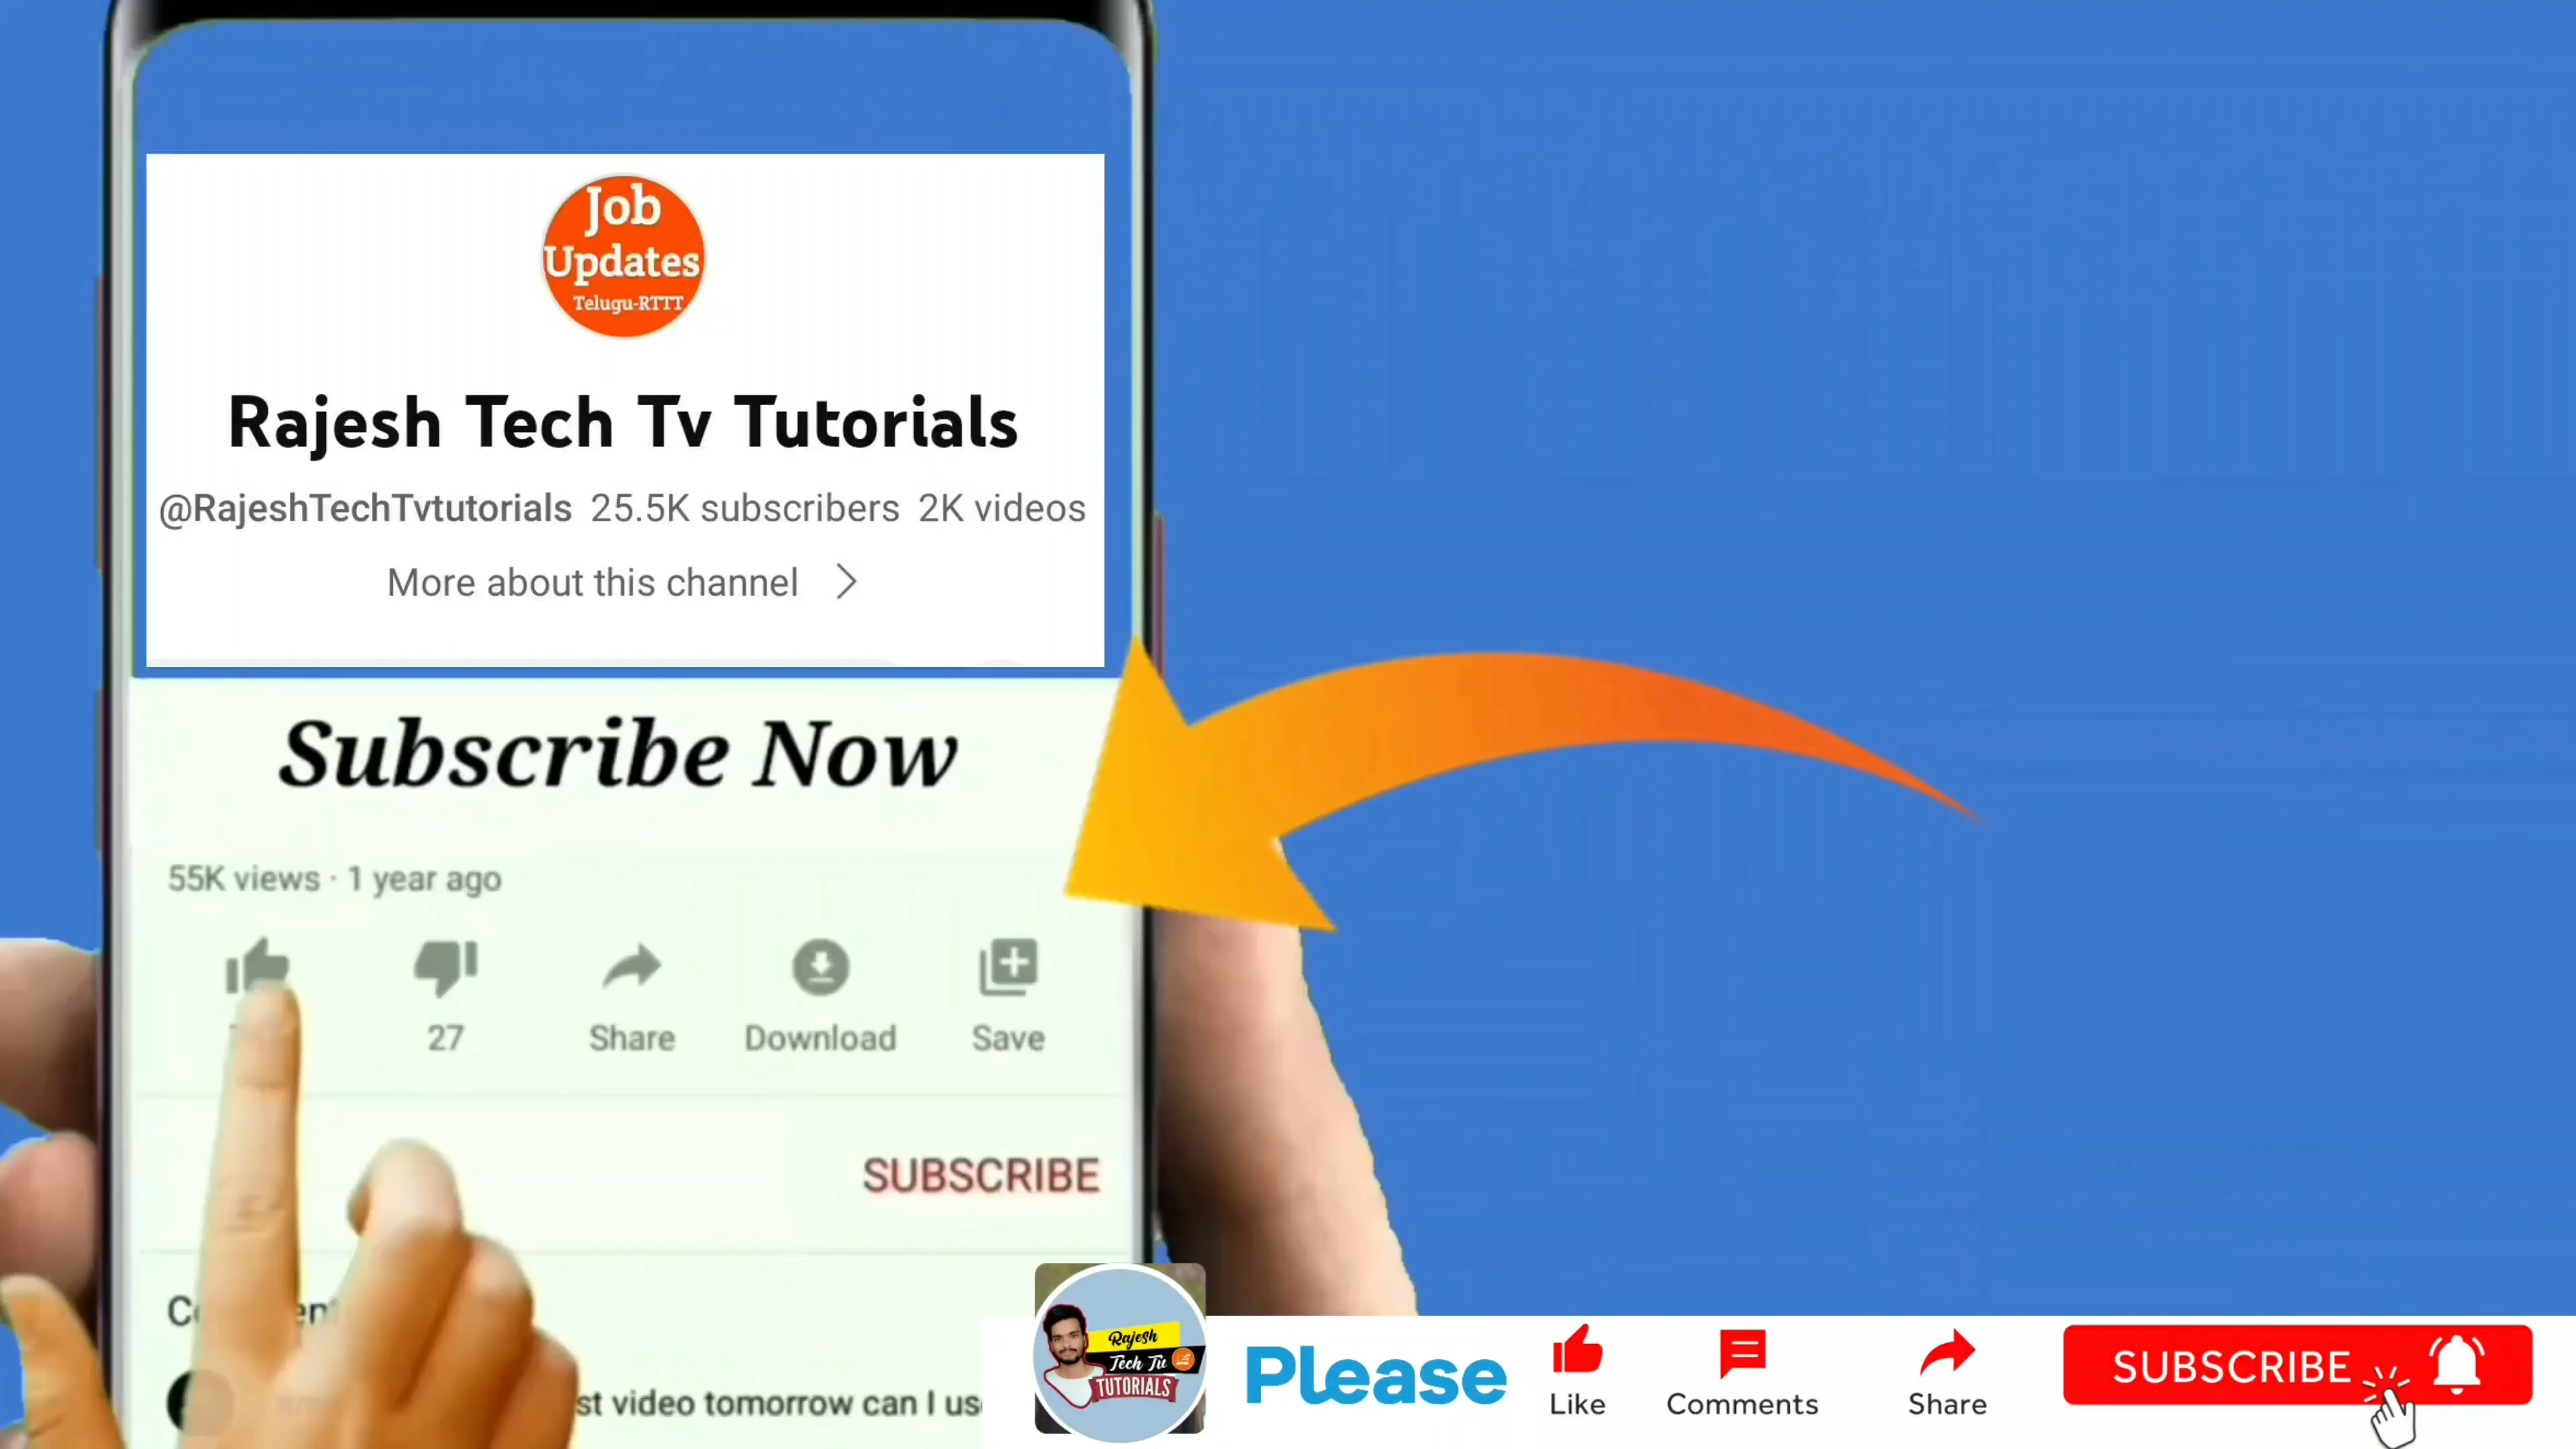 Job
Updates
Telugu-RTTT
Rajesh Tech Tv Tutorials
@RajeshTechTvtutorials 25.5K subscribers 2K videos
More about this channel
Subscribe Now
55K views · 1 year ago
27 Share Download Save
SUBSCRIBE
st video tomorrow can I us
Rajesh
Tech Tv
TUTORIALS
Please
Like Comments Share
SUBSCRIBE